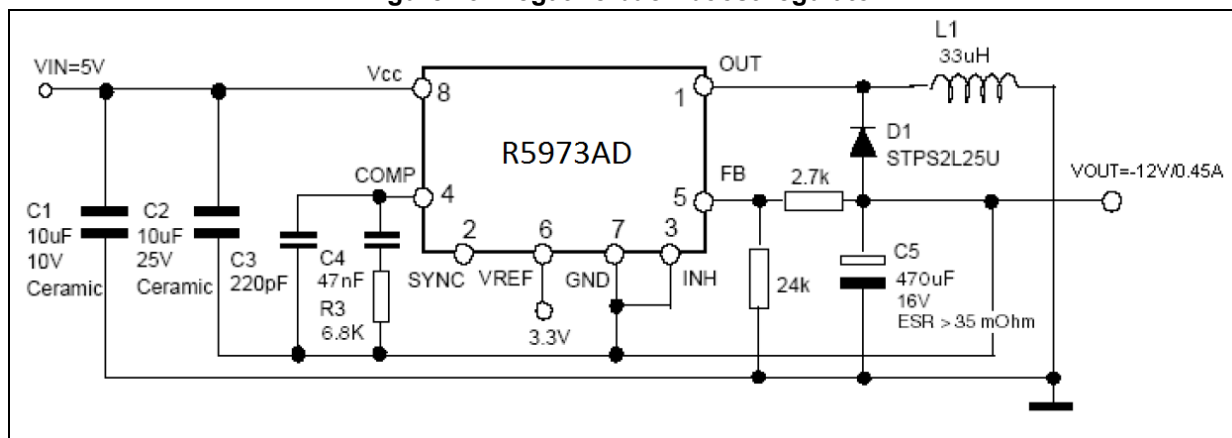 L1
33uH
VIN=5V
Vcc
OUT
8
1
R5973AD
D1
STPS2L25U
COMP
FB
2.7k
VOUT=-12V/0.45A
4
5
C1
10uF
10V
Ceramic
C2
10uF
25V
Ceramic
C3
220pF
C4
47nF
R3
6.8K
2
6
7
3
SYNC
VREF
GND
INH
3.3V
24k
C5
470uF
16V
ESR > 35 mOhm